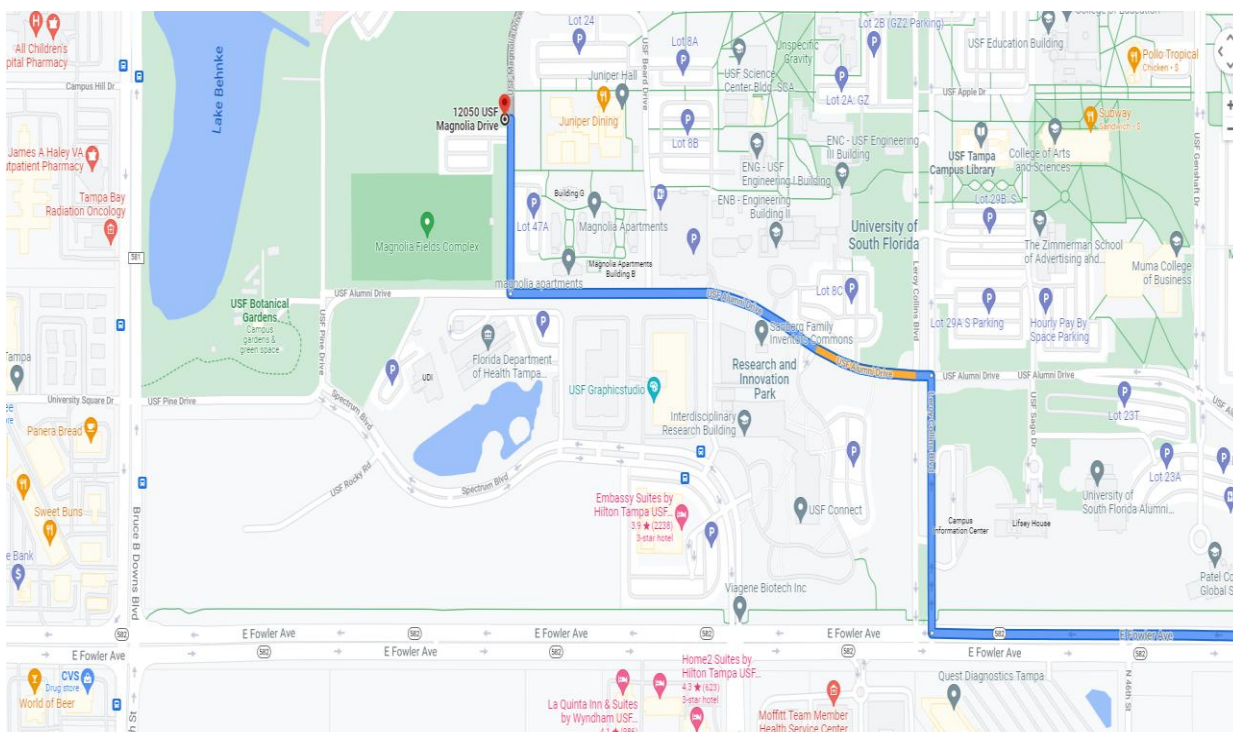 All Children's
pital Pharmacy
Campus Hill Dr
Lake Behnke
Lot 24
Lot 8A
Lot 2B (GZ2 Parking)
College of Education
USF Education Building
Pollo Tropical
Chicken • $
Unspecific
Gravity
USF Science
Center Bldg. SCA
Juniper Hall
USF Beard Drive
Lot 2A: GZ
USF Apple Dr
12050 USF
Magnolia Drive
Juniper Dining
Lot 8B
Subway
Sandwich • $
USF Genshaft Dr
James A Haley VA
utpatient Pharmacy
ENG - USF
Engineering I Building
ENC - USF Engineering
III Building
USF Tampa
Campus Library
College of Arts
and Sciences
Tampa Bay
Radiation Oncology
Building G
ENB - Engineering
Building II
Lot 29B: S
Magnolia Fields Complex
Lot 47A
Magnolia Apartments
University of
South Florida
The Zimmerman School
of Advertising and...
Muma College
of Business
581
Magnolia Apartments
Building B
magnolia apartments
USF Alumni Drive
USF Alumni Drive
Lot 8C
Leroy Collins Blvd
USF Botanical
Gardens
Campus
gardens &
green space
USF Pine Drive
Lot 29A S Parking
Hourly Pay By
Space Parking
Sandberg Family
Inventors Commons
Tampa
Florida Department
of Health Tampa...
UDI
Research and
Innovation
Park
USF Alumni Drive
USF Alumni Drive
USF Alumni Drive
University Square Dr
USF Pine Drive
Spectrum Blvd
USF Graphicstudio
Interdisciplinary
Research Building
USF Sago Dr
Lot 23T
Panera Bread
USF Rocky Rd
Spectrum Blvd
Lot 23A
Embassy Suites by
Hilton Tampa USF...
3.9 ★ (2238)
3-star hotel
USF Connect
University of
South Florida Alumni...
Sweet Buns
Campus
Information Center
Lifsey House
e Bank
Bruce B Downs Blvd
Viagene Biotech Inc
Patel Co
Global S
582
E Fowler Ave
582
E Fowler Ave
582
E Fowler Ave
582
E Fowler Ave
E Fowler Ave
582
E Fowler Ave
E Fowler Ave
582
E Fowler Ave
E Fowler Ave
582
CVS
Drug store
World of Beer
Home2 Suites by
Hilton Tampa USF...
4.3 ★ (623)
3-star hotel
Quest Diagnostics Tampa
N 46th St
La Quinta Inn & Suites
by Wyndham USF...
4.1 ★ (986)
Moffitt Team Member
Health Service Center